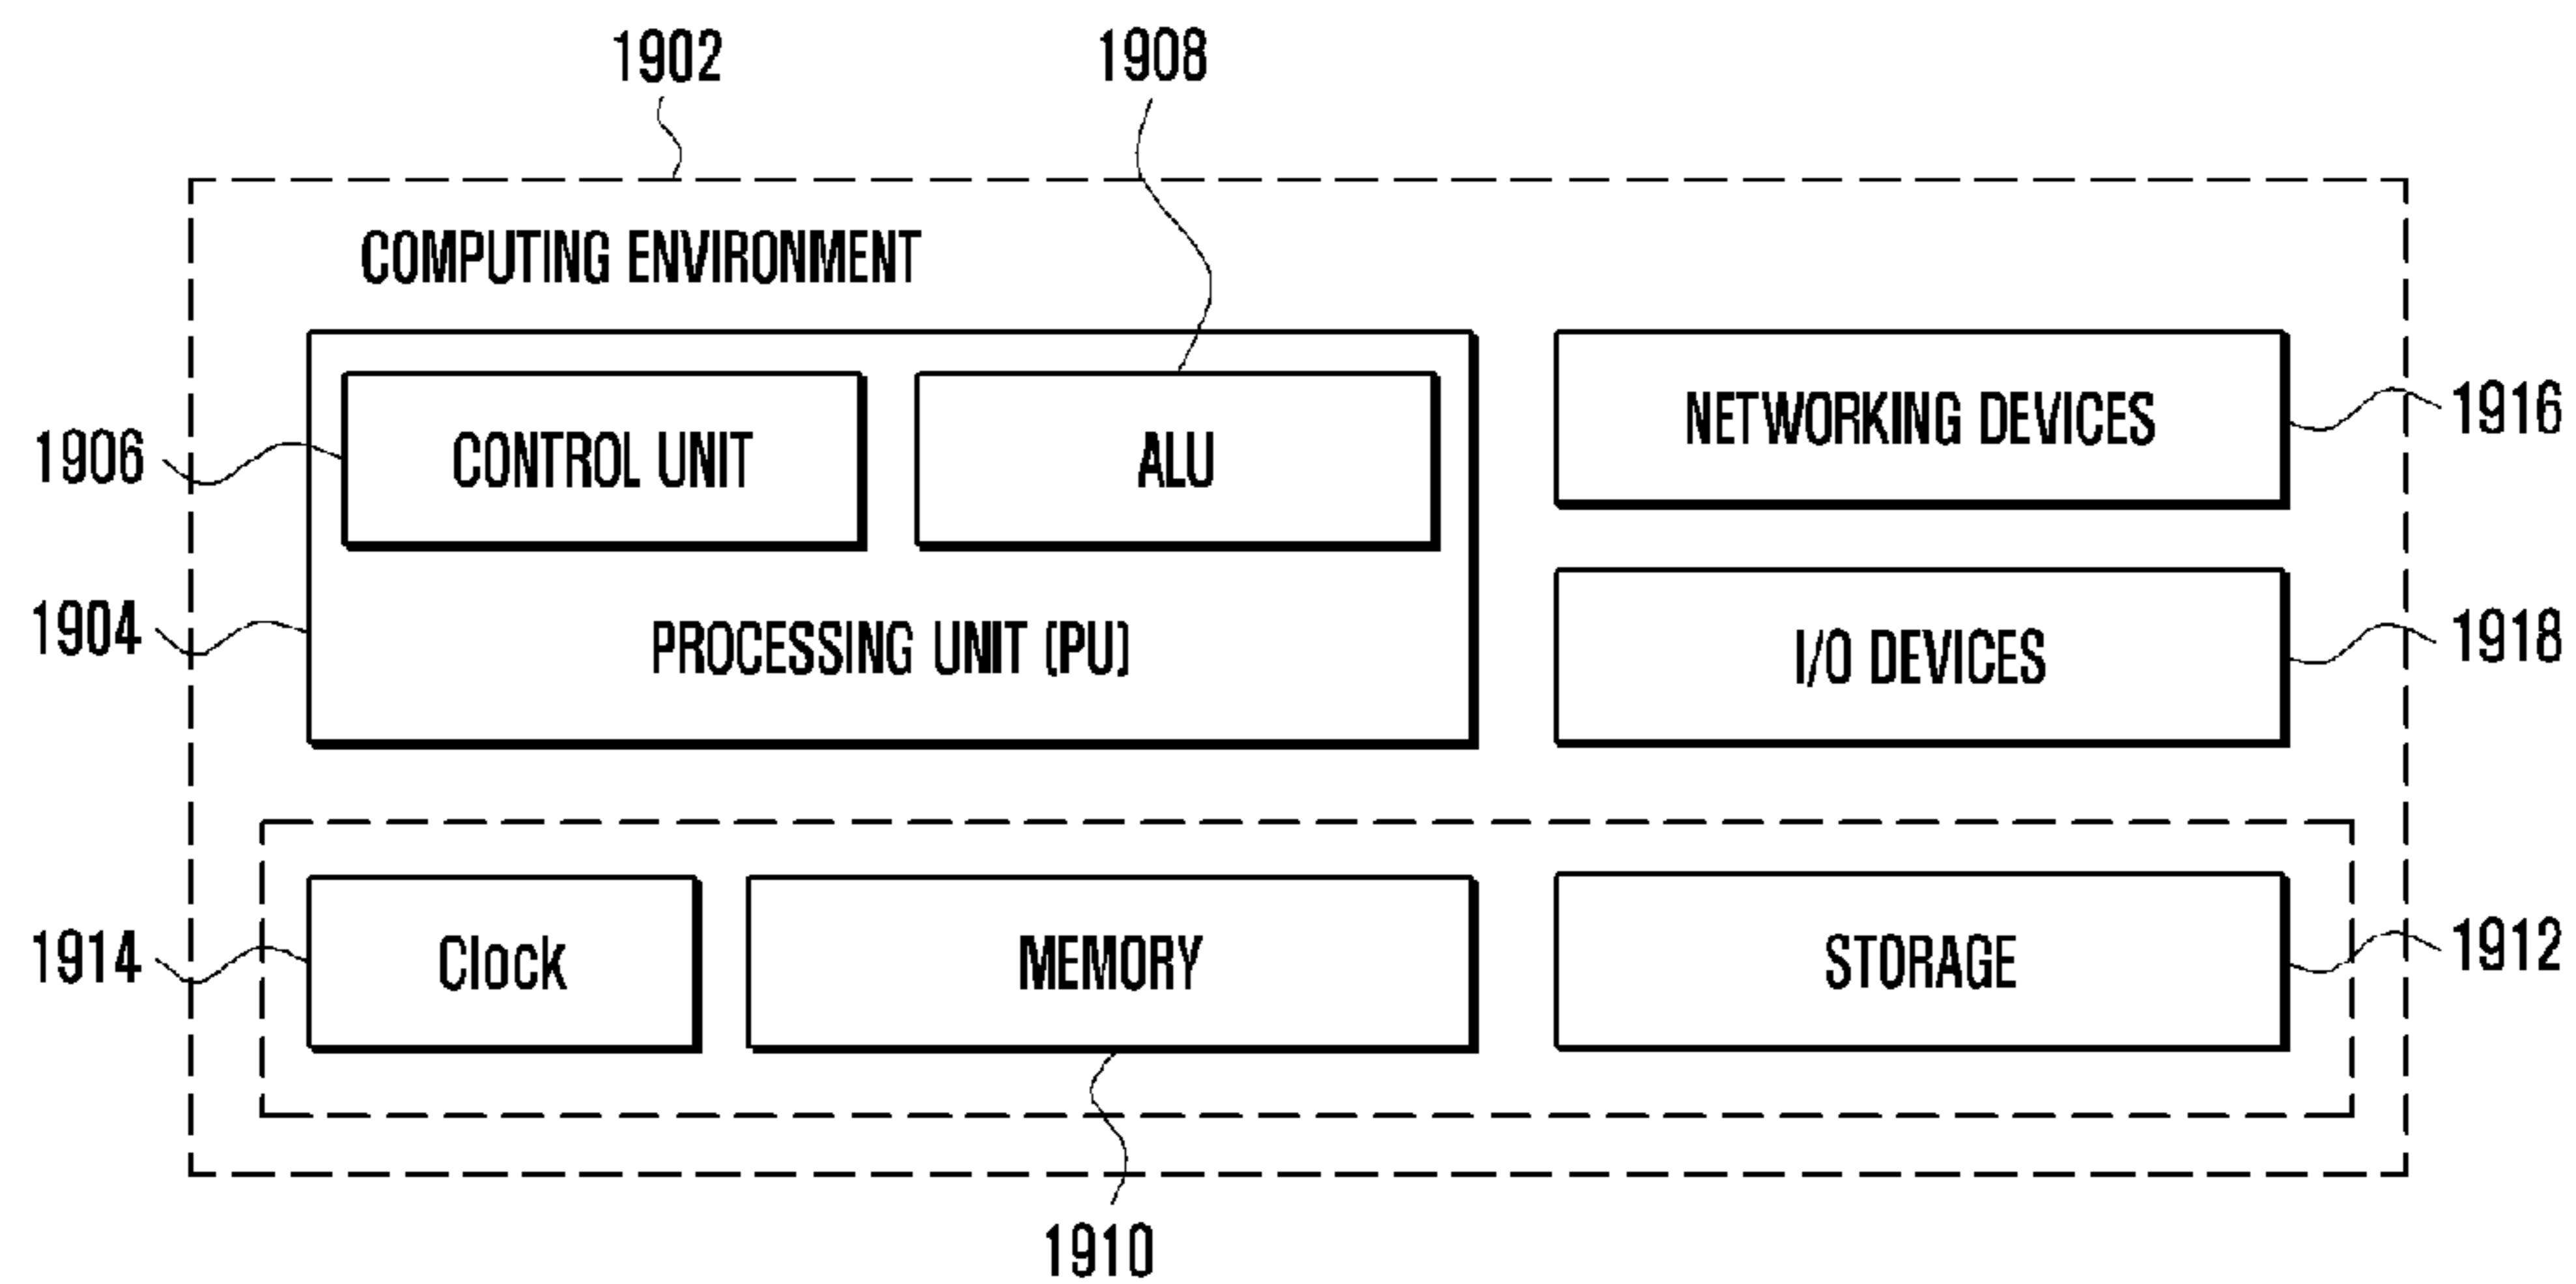 1902
1908
COMPUTING ENVIRONMENT
1906
CONTROL UNIT
ALU
NETWORKING DEVICES
1916
1904
PROCESSING UNIT (PU)
I/O DEVICES
1918
1914
Clock
MEMORY
STORAGE
1912
1910